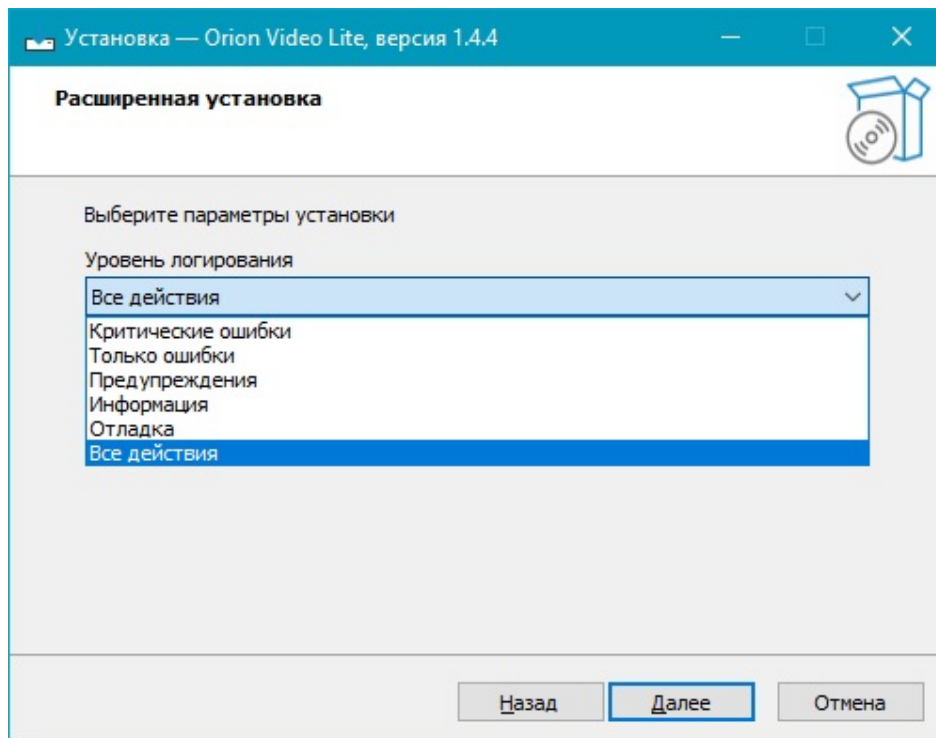 Установка — Orion Video Lite, версия 1.4.4
Расширенная установка
Выберите параметры установки
Уровень логирования
Все действия
Критические ошибки
Только ошибки
Предупреждения
Информация
Отладка
Все действия
Назад
Далее
Отмена